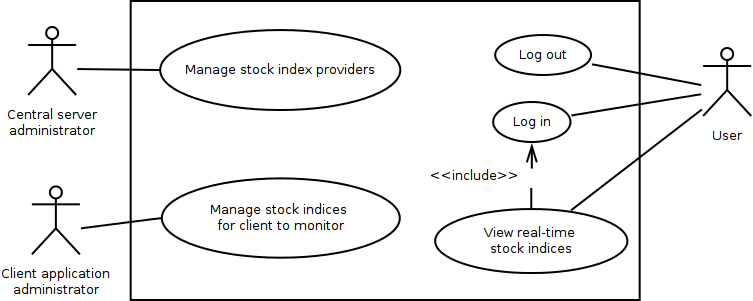 Central server
administrator
Manage stock index providers
Log out
Log in
User
<<include>>
Client application
administrator
Manage stock indices
for client to monitor
View real-time
stock indices